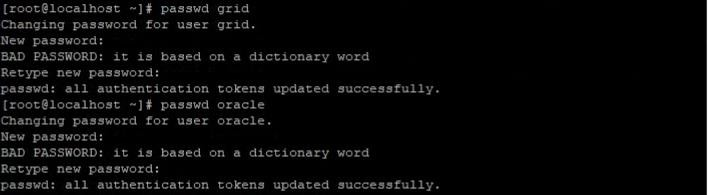 [root@localhost ~]# passwd grid
Changing password for user grid.
New password:
BAD PASSWORD: it is based on a dictionary word
Retype new password:
passwd: all authentication tokens updated successfully.
[root@localhost ~]# passwd oracle
Changing password for user oracle.
New password:
BAD PASSWORD: it is based on a dictionary word
Retype new password:
passwd: all authentication tokens updated successfully.